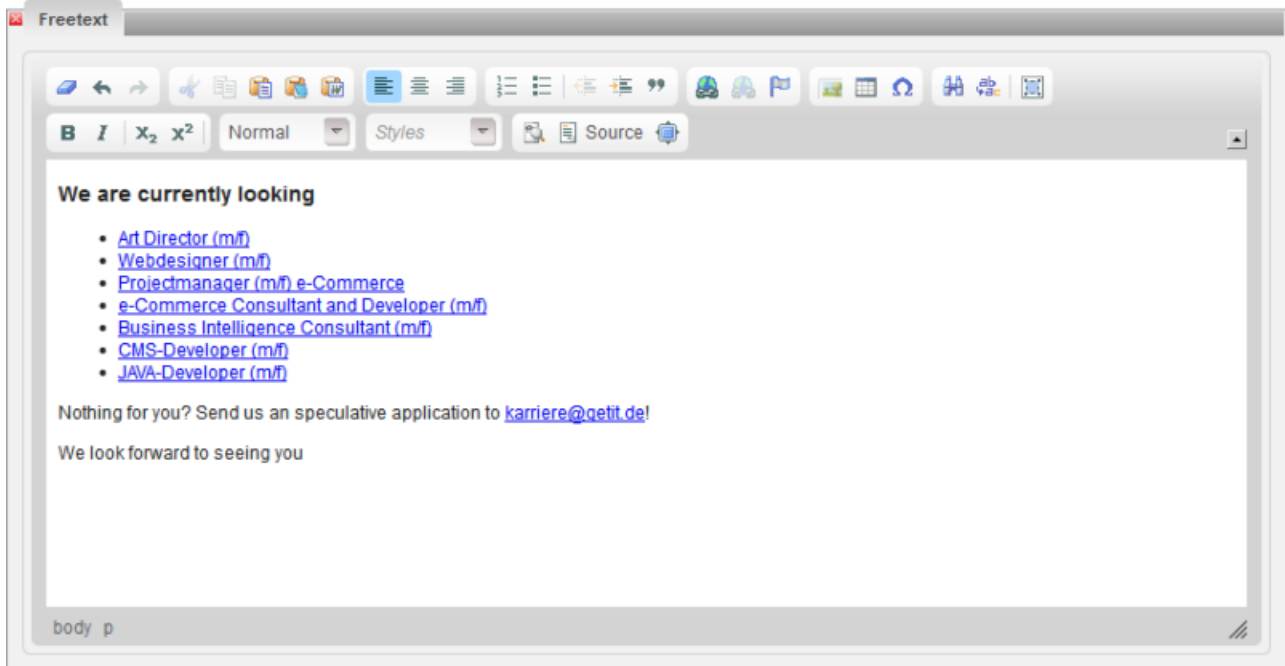 Freetext
B I X₂ X² Normal Styles Source
We are currently looking
• Art Director (m/f)
• Webdesigner (m/f)
• Projectmanager (m/f) e-Commerce
• e-Commerce Consultant and Developer (m/f)
• Business Intelligence Consultant (m/f)
• CMS-Developer (m/f)
• JAVA-Developer (m/f)
Nothing for you? Send us an speculative application to karriere@getit.de!
We look forward to seeing you
body p